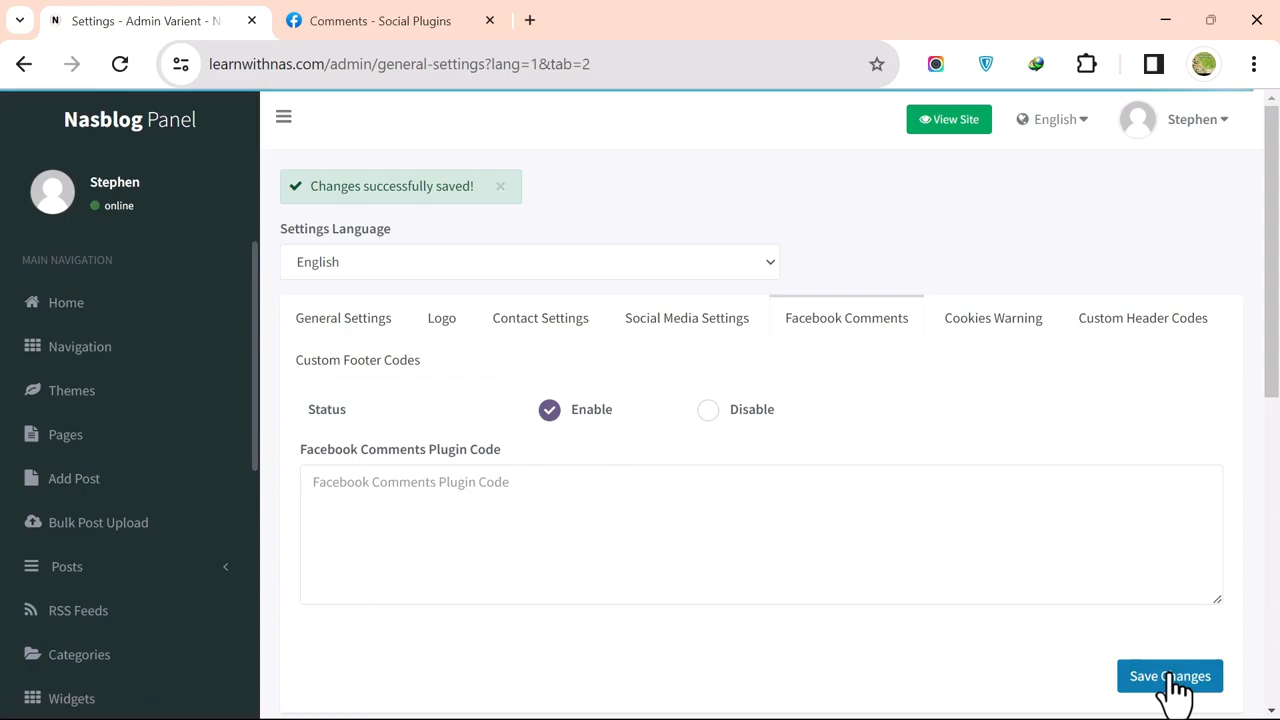 Settings - Admin Varient - N
Comments - Social Plugins
learnwithnas.com/admin/general-settings?lang=1&tab=2
Nasblog Panel
View Site
English
Stephen
Stephen
online
MAIN NAVIGATION
Home
Navigation
Themes
Pages
Add Post
Bulk Post Upload
Posts
RSS Feeds
Categories
Widgets
Changes successfully saved!
Settings Language
English
General Settings
Logo
Contact Settings
Social Media Settings
Facebook Comments
Cookies Warning
Custom Header Codes
Custom Footer Codes
Status
Enable
Disable
Facebook Comments Plugin Code
Facebook Comments Plugin Code
Save Changes